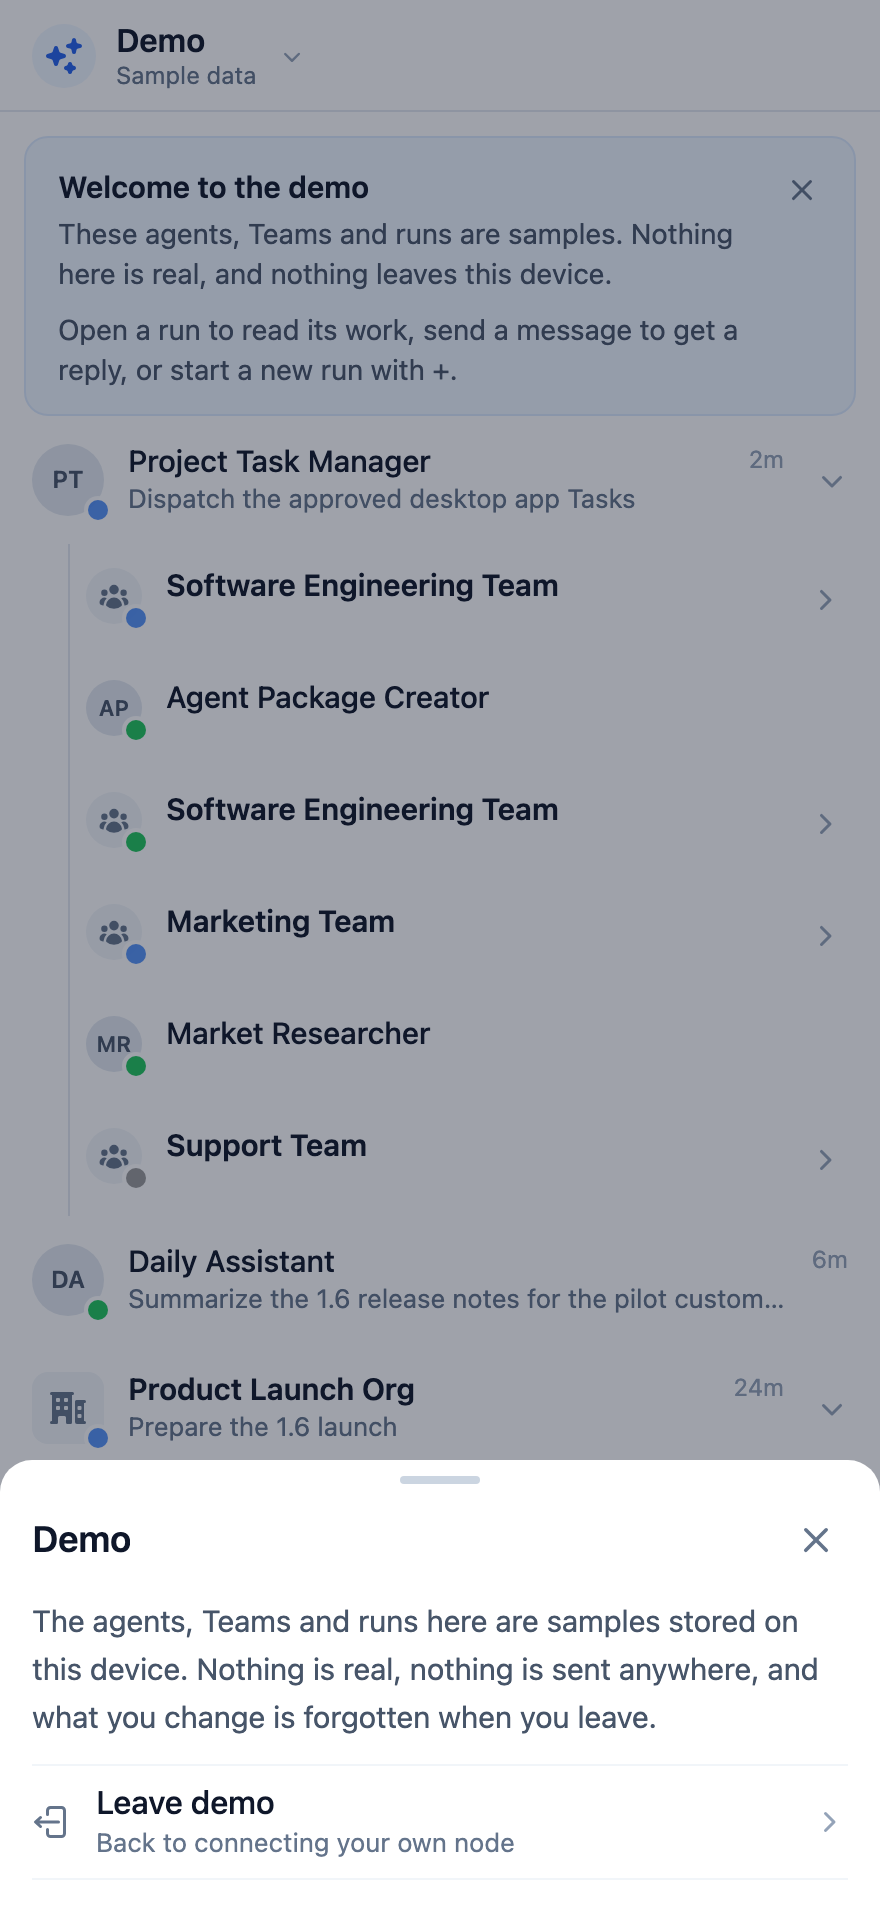 Demo
Sample data
Welcome to the demo
These agents, Teams and runs are samples. Nothing
here is real, and nothing leaves this device.
Open a run to read its work, send a message to get a
reply, or start a new run with +.
PT
Project Task Manager
2m
Dispatch the approved desktop app Tasks
Software Engineering Team
AP
Agent Package Creator
Software Engineering Team
Marketing Team
MR
Market Researcher
Support Team
DA
Daily Assistant
6m
Summarize the 1.6 release notes for the pilot custom...
Product Launch Org
24m
Prepare the 1.6 launch
Demo
The agents, Teams and runs here are samples stored on
this device. Nothing is real, nothing is sent anywhere, and
what you change is forgotten when you leave.
Leave demo
Back to connecting your own node